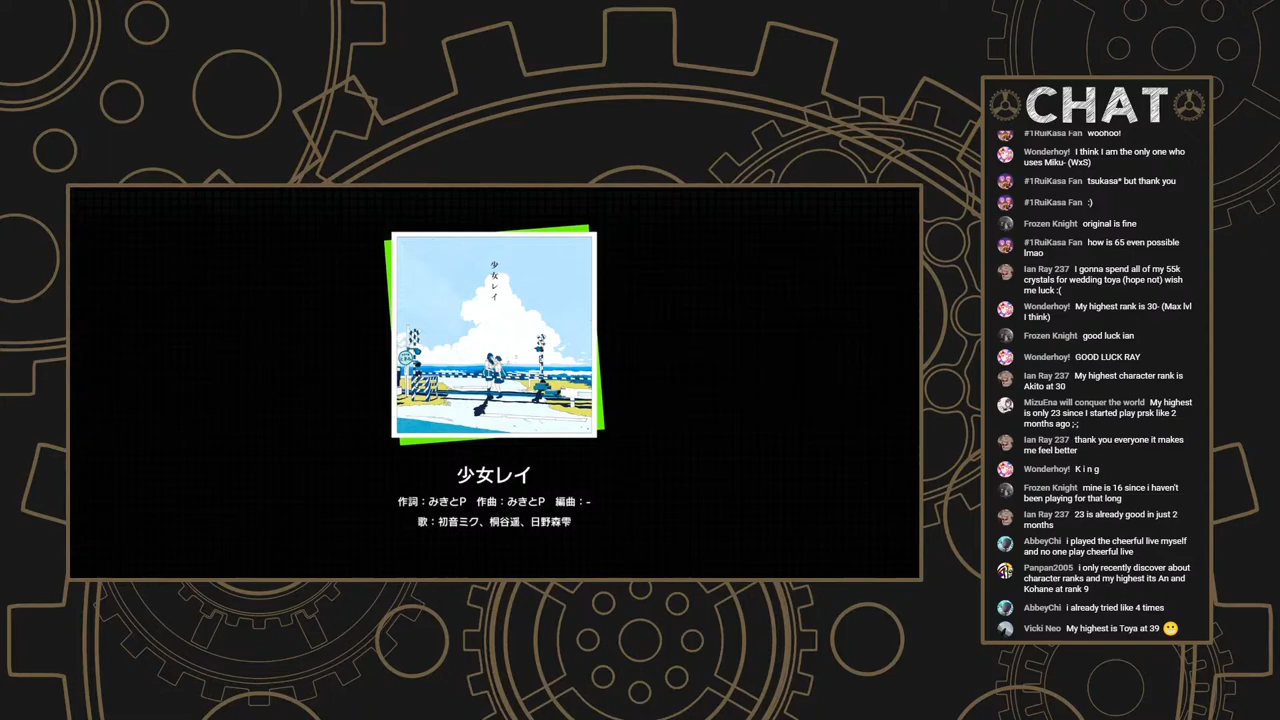 少女レイ
少女レイ
作詞：みきとP 作曲：みきとP 編曲：-
歌：初音ミク、桐谷遥、日野森雫
CHAT
#1RuiKasa Fan woohoo!
Wonderhoy! I think I am the only one who
uses Miku- (WxS)
#1RuiKasa Fan tsukasa* but thank you
#1RuiKasa Fan :)
Frozen Knight original is fine
#1RuiKasa Fan how is 65 even possible
lmao
Ian Ray 237 I gonna spend all of my 55k
crystals for wedding toya (hope not) wish
me luck :(
Wonderhoy! My highest rank is 30- (Max lvl
I think)
Frozen Knight good luck ian
Wonderhoy! GOOD LUCK RAY
Ian Ray 237 My highest character rank is
Akito at 30
MizuEna will conquer the world My highest
is only 23 since I started play prsk like 2
months ago ;-;
Ian Ray 237 thank you everyone it makes
me feel better
Wonderhoy! K i n g
Frozen Knight mine is 16 since i haven't
been playing for that long
Ian Ray 237 23 is already good in just 2
months
AbbeyChi i played the cheerful live myself
and no one play cheerful live
Panpan2005 i only recently discover about
character ranks and my highest its An and
Kohane at rank 9
AbbeyChi i already tried like 4 times
Vicki Neo My highest is Toya at 39 😬